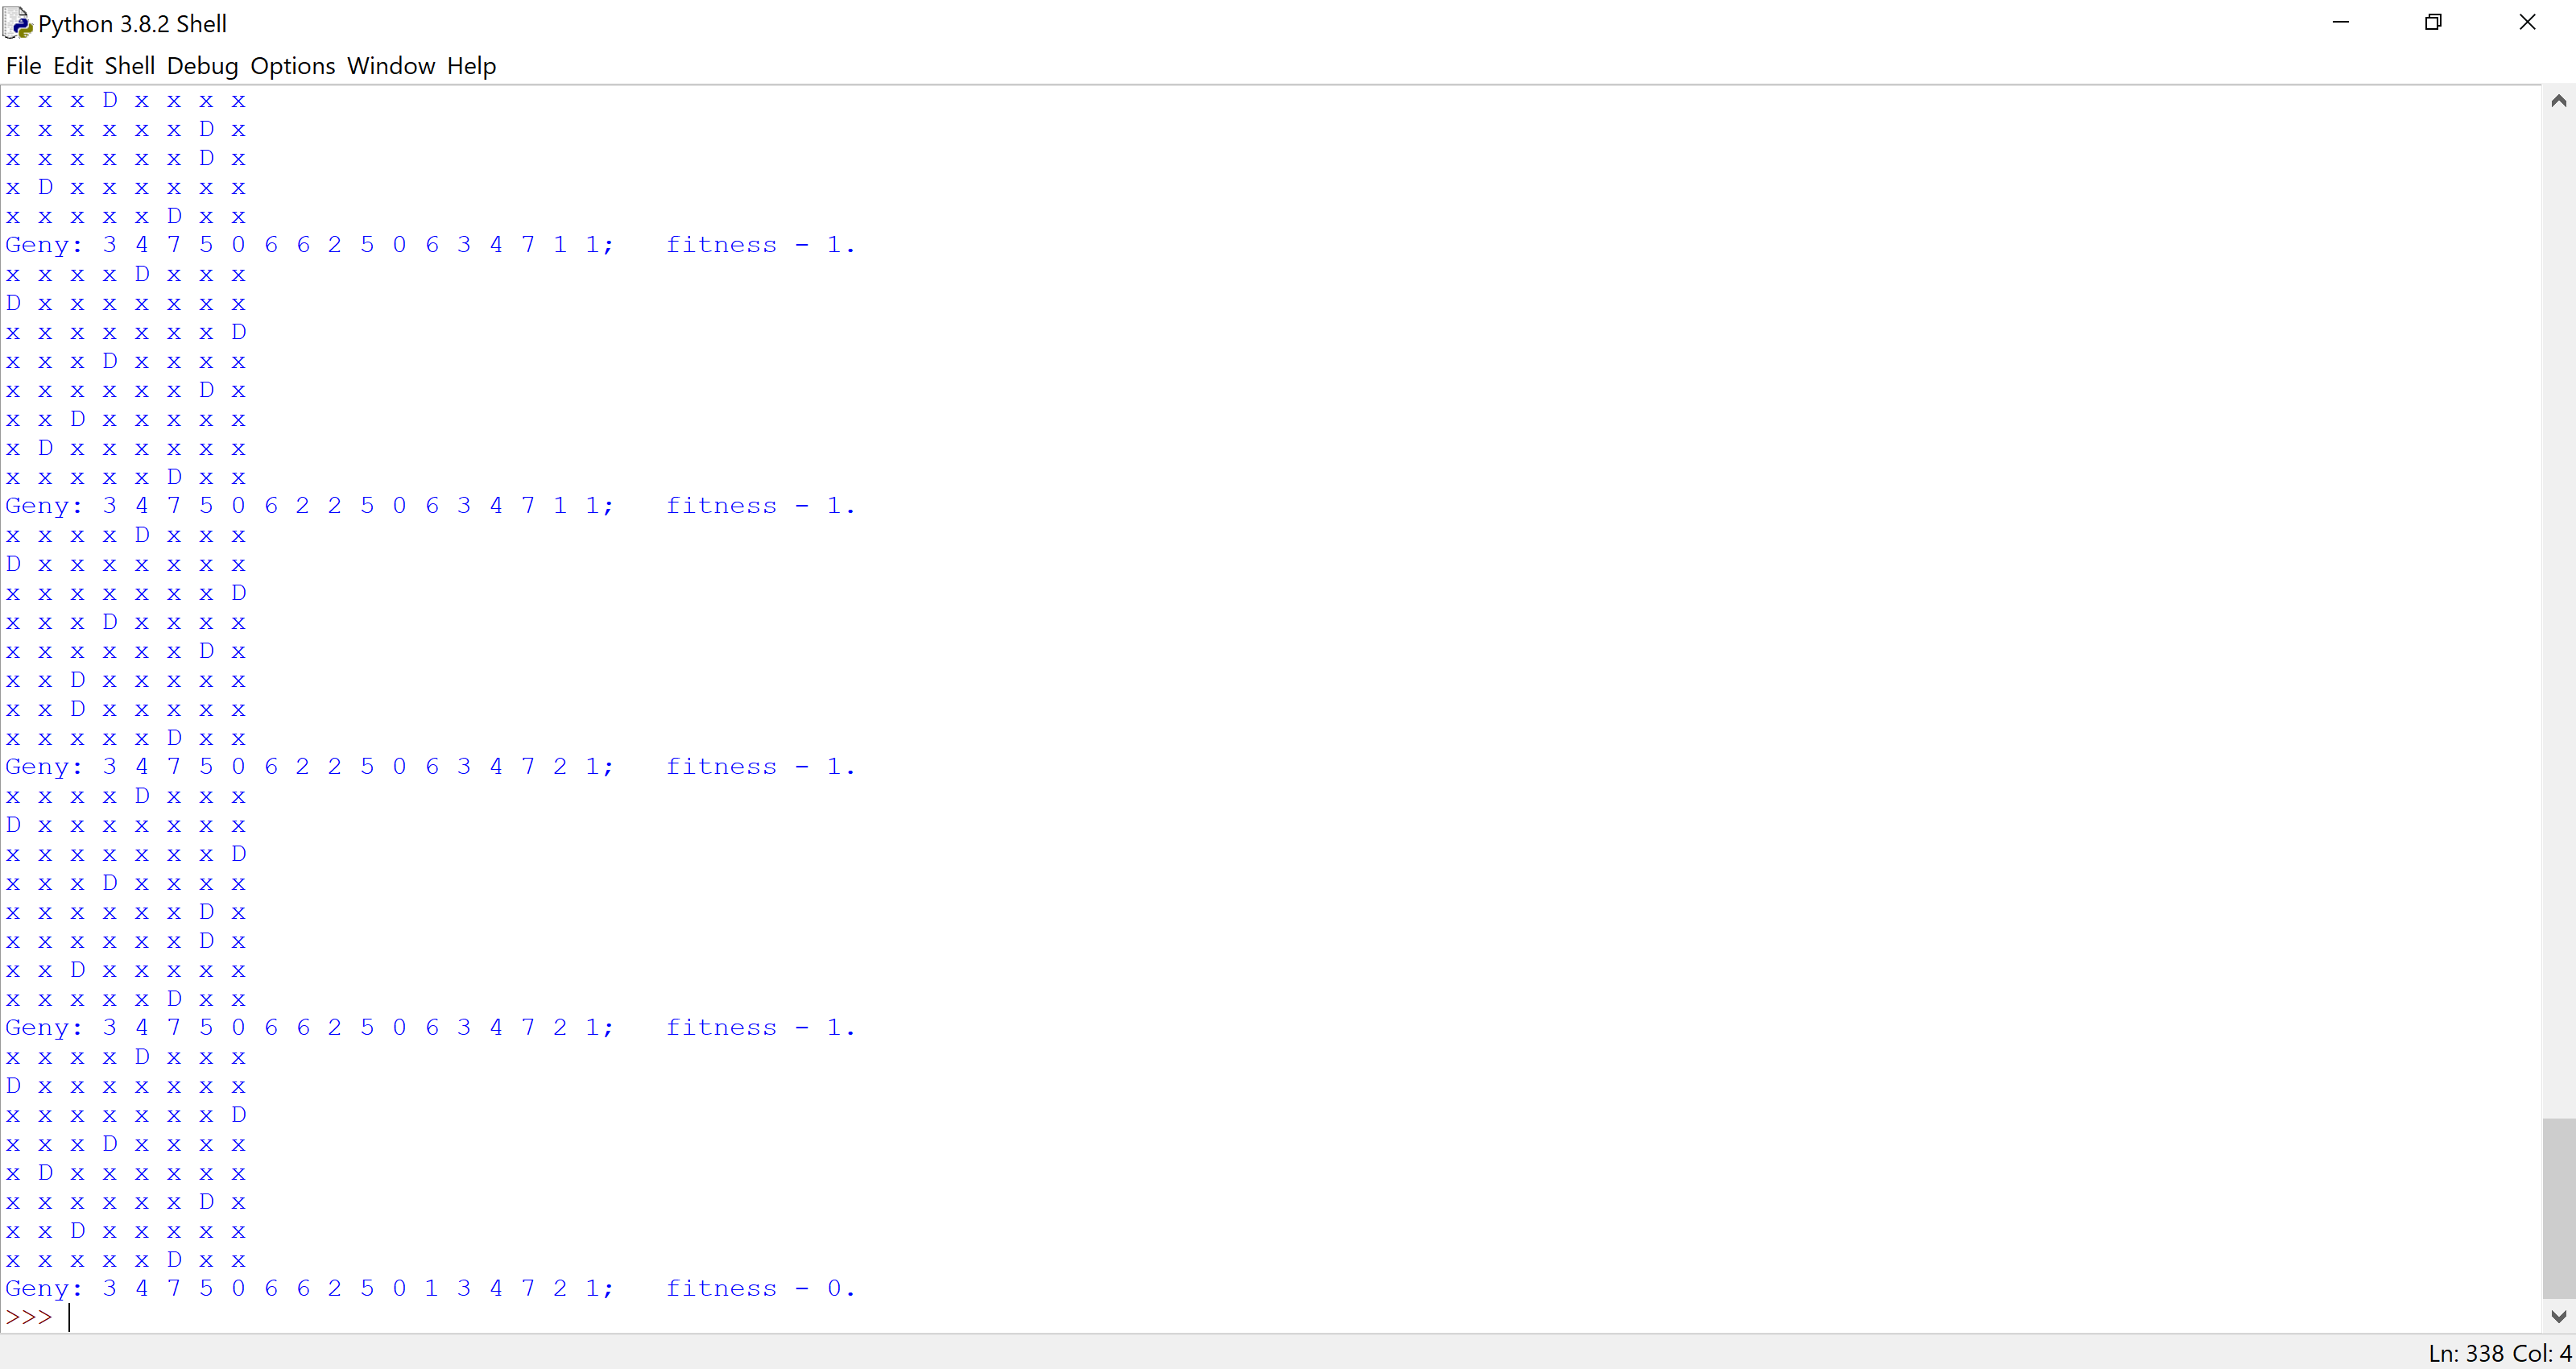 Python 3.8.2 Shell
File Edit Shell Debug Options Window Help
x x x D x x x x
x x x x x x D x
x x x x x x D x
x D x x x x x x
x x x x x D x x
Geny: 3 4 7 5 0 6 6 2 5 0 6 3 4 7 1 1;   fitness - 1.
x x x x D x x x
D x x x x x x x
x x x x x x x D
x x x D x x x x
x x x x x x D x
x x D x x x x x
x D x x x x x x
x x x x x D x x
Geny: 3 4 7 5 0 6 2 2 5 0 6 3 4 7 1 1;   fitness - 1.
x x x x D x x x
D x x x x x x x
x x x x x x x D
x x x D x x x x
x x x x x x D x
x x D x x x x x
x x D x x x x x
x x x x x D x x
Geny: 3 4 7 5 0 6 2 2 5 0 6 3 4 7 2 1;   fitness - 1.
x x x x D x x x
D x x x x x x x
x x x x x x x D
x x x D x x x x
x x x x x x D x
x x x x x x D x
x x D x x x x x
x x x x x D x x
Geny: 3 4 7 5 0 6 6 2 5 0 6 3 4 7 2 1;   fitness - 1.
x x x x D x x x
D x x x x x x x
x x x x x x x D
x x x D x x x x
x D x x x x x x
x x x x x x D x
x x D x x x x x
x x x x x D x x
Geny: 3 4 7 5 0 6 6 2 5 0 1 3 4 7 2 1;   fitness - 0.
>>>
Ln: 338 Col: 4